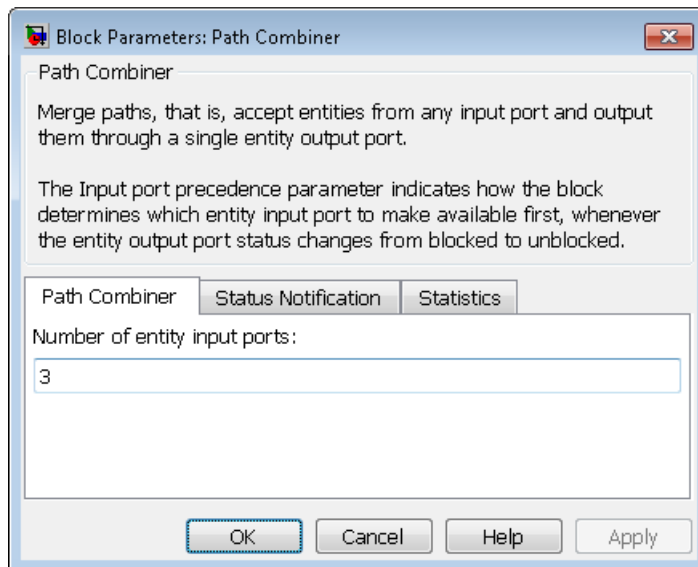 Block Parameters: Path Combiner
Path Combiner
Merge paths, that is, accept entities from any input port and output
them through a single entity output port.
The Input port precedence parameter indicates how the block
determines which entity input port to make available first, whenever
the entity output port status changes from blocked to unblocked.
Path Combiner Status Notification Statistics
Number of entity input ports:
3
OK Cancel Help Apply